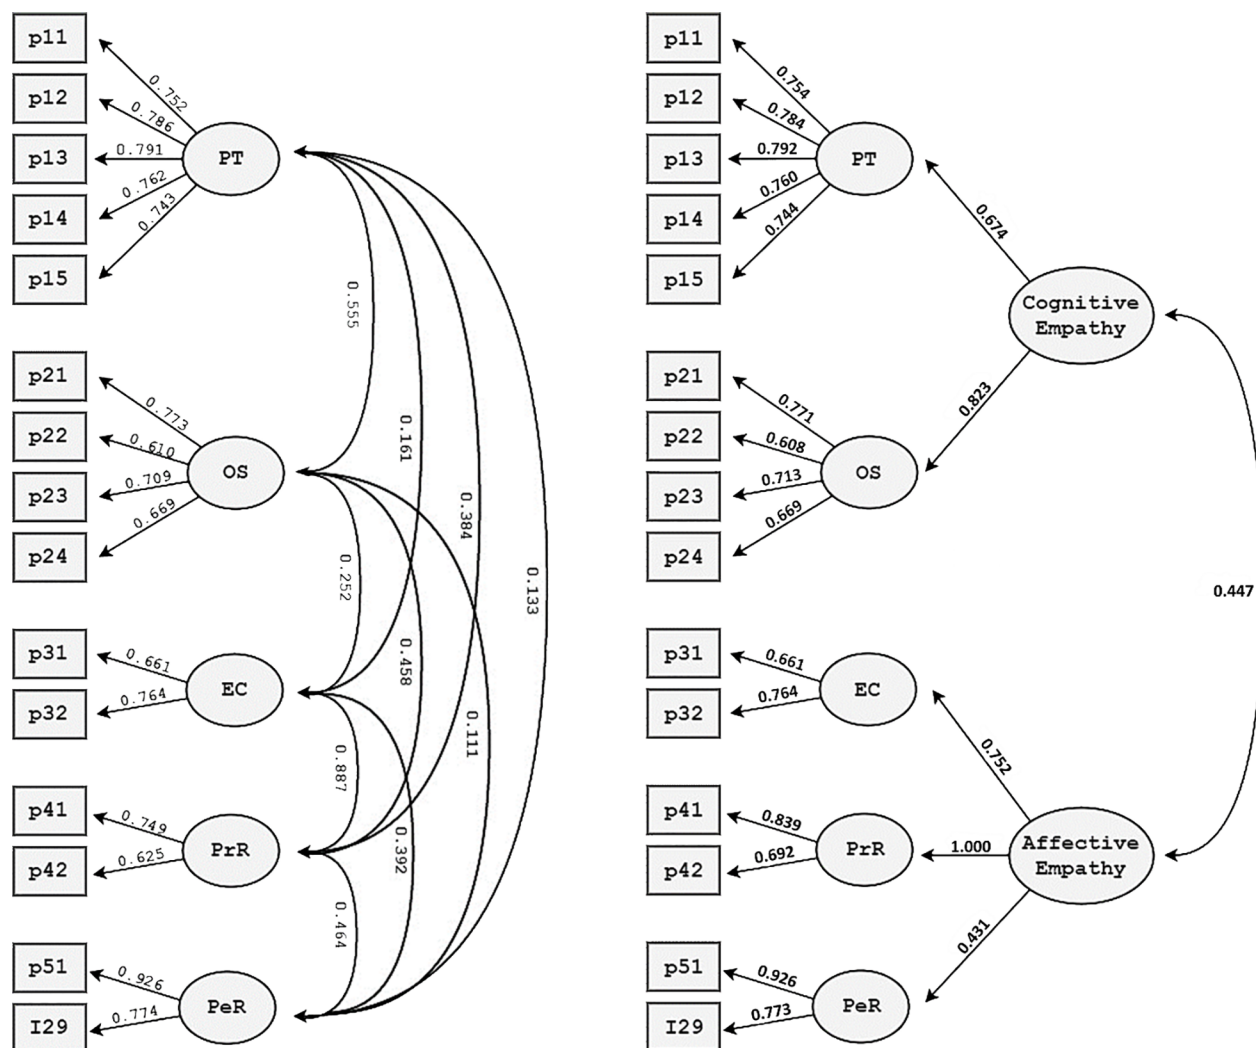 p11
p12
p13
p14
p15
0.752
0.786
0.791
0.762
0.743
PT
p21
p22
p23
p24
0.773
0.610
0.709
0.669
OS
p31
p32
0.661
0.764
EC
p41
p42
0.749
0.625
PrR
p51
I29
0.926
0.774
PeR
0.555
0.161
0.384
0.133
0.252
0.458
0.111
0.887
0.392
0.464
p11
p12
p13
p14
p15
0.754
0.784
0.792
0.760
0.744
PT
p21
p22
p23
p24
0.771
0.608
0.713
0.669
OS
p31
p32
0.661
0.764
EC
p41
p42
0.839
0.692
PrR
p51
I29
0.926
0.773
PeR
0.674
0.823
Cognitive
Empathy
0.447
0.752
1.000
0.431
Affective
Empathy